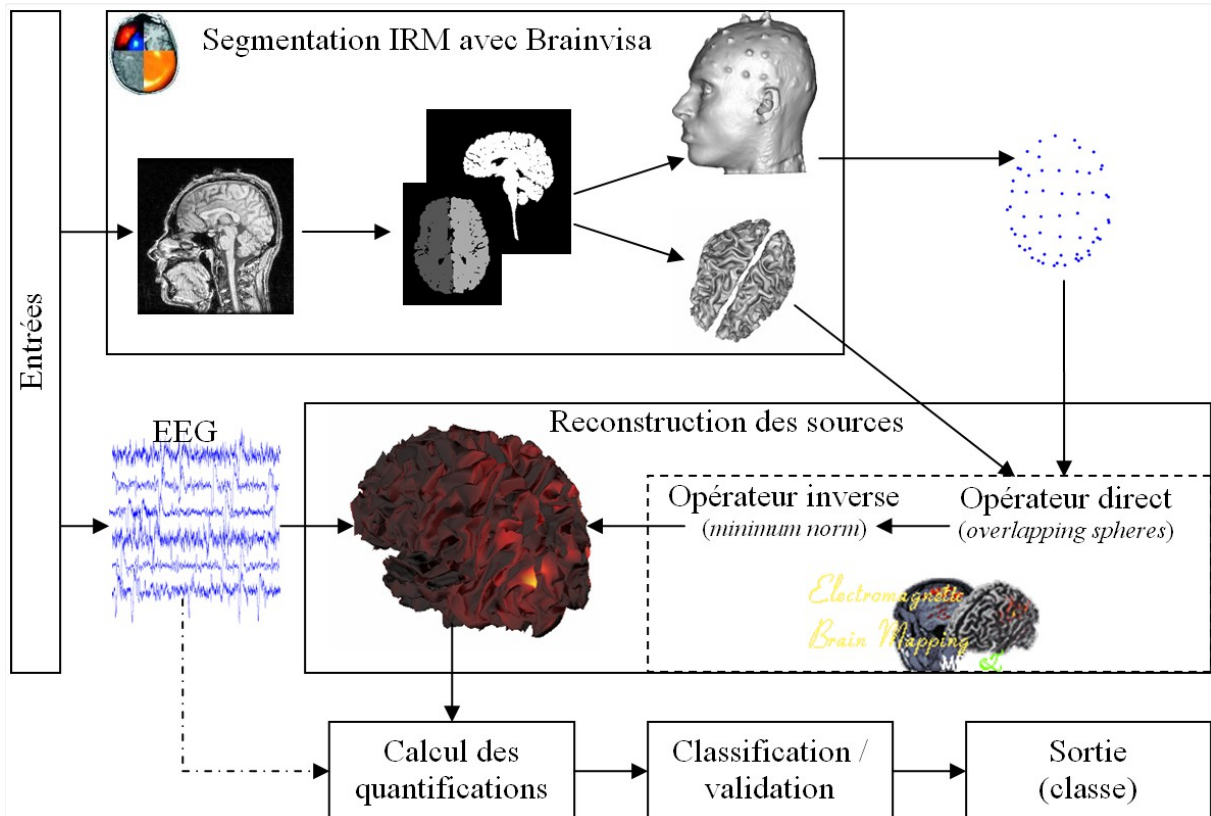 Segmentation IRM avec Brainvisa
Entrées
EEG
Reconstruction des sources
Opérateur inverse
(minimum norm)
Opérateur direct
(overlapping spheres)
Electromagnetic
Brain Mapping
Calcul des
quantifications
Classification /
validation
Sortie
(classe)